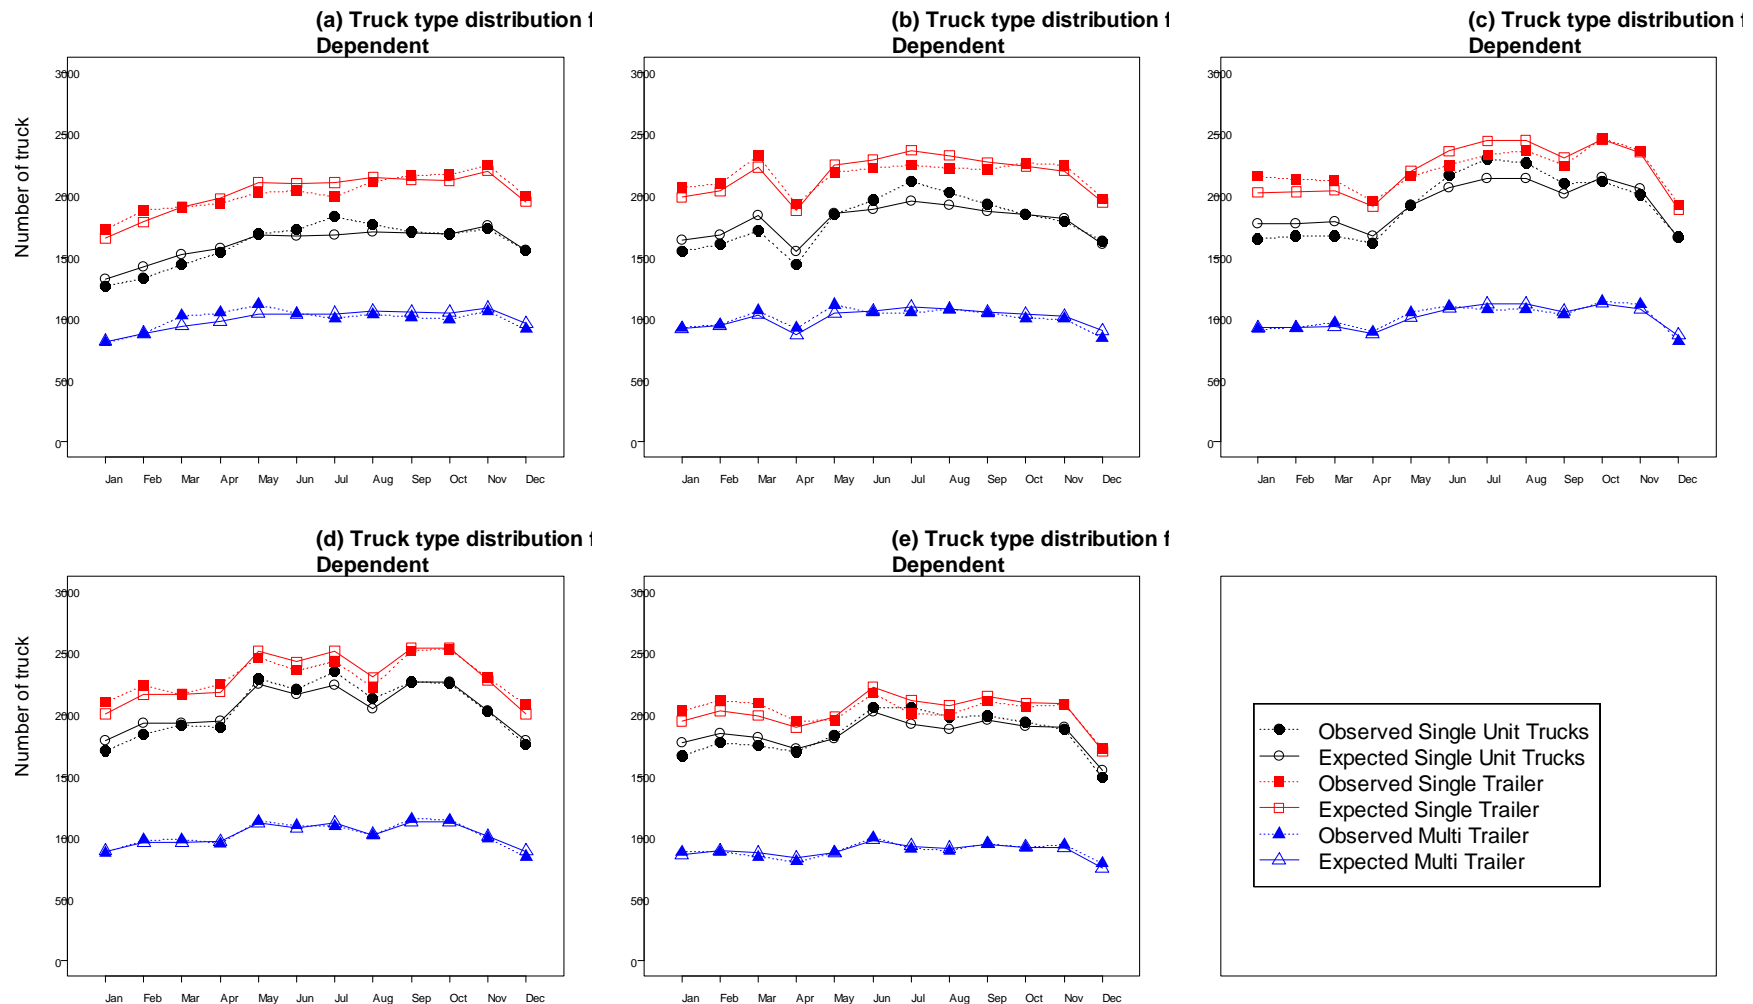 (a) Truck type distribution f
Dependent
(b) Truck type distribution f
Dependent
(c) Truck type distribution f
Dependent
Number of truck
3000
2500
2000
1500
1000
500
0
Jan Feb Mar Apr May Jun Jul Aug Sep Oct Nov Dec
3000
2500
2000
1500
1000
500
0
Jan Feb Mar Apr May Jun Jul Aug Sep Oct Nov Dec
3000
2500
2000
1500
1000
500
0
Jan Feb Mar Apr May Jun Jul Aug Sep Oct Nov Dec
(d) Truck type distribution f
Dependent
(e) Truck type distribution f
Dependent
Number of truck
3000
2500
2000
1500
1000
500
0
Jan Feb Mar Apr May Jun Jul Aug Sep Oct Nov Dec
3000
2500
2000
1500
1000
500
0
Jan Feb Mar Apr May Jun Jul Aug Sep Oct Nov Dec
Observed Single Unit Trucks
Expected Single Unit Trucks
Observed Single Trailer
Expected Single Trailer
Observed Multi Trailer
Expected Multi Trailer